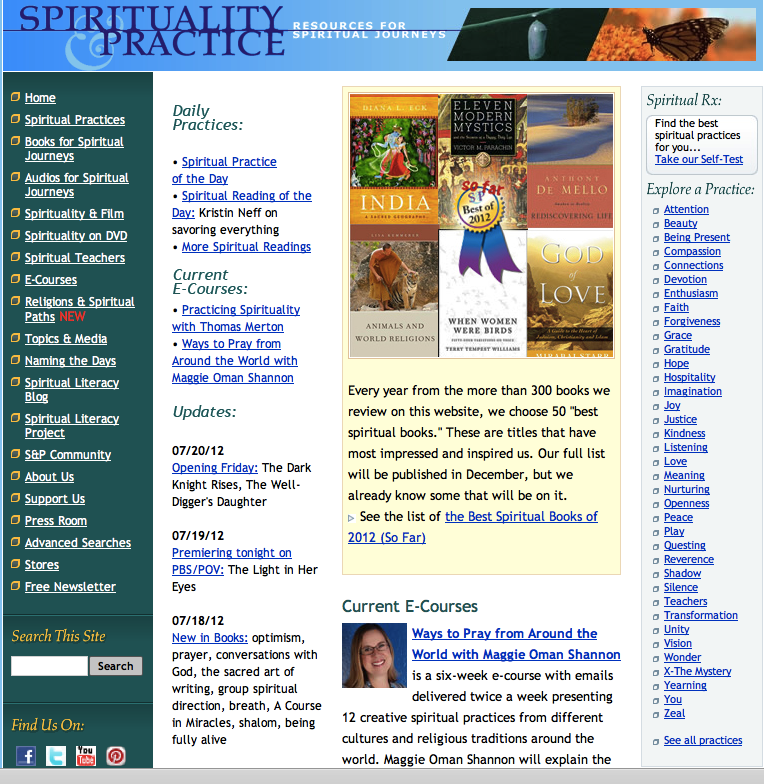 SPIRITUALITY
& PRACTICE
RESOURCES FOR
SPIRITUAL JOURNEYS
Home
Spiritual Practices
Books for Spiritual
Journeys
Audios for Spiritual
Journeys
Spirituality & Film
Spirituality on DVD
Spiritual Teachers
E-Courses
Religions & Spiritual
Paths NEW
Topics & Media
Naming the Days
Spiritual Literacy
Blog
Spiritual Literacy
Project
S&P Community
About Us
Support Us
Press Room
Advanced Searches
Stores
Free Newsletter
Search This Site
Search
Find Us On:
You
Tube
Daily
Practices:
• Spiritual Practice
of the Day
• Spiritual Reading of the
Day: Kristin Neff on
savoring everything
• More Spiritual Readings
Current
E-Courses:
• Practicing Spirituality
with Thomas Merton
• Ways to Pray from
Around the World with
Maggie Oman Shannon
Updates:
07/20/12
Opening Friday: The Dark
Knight Rises, The Well-
Digger's Daughter
07/19/12
Premiering tonight on
PBS/POV: The Light in Her
Eyes
07/18/12
New in Books: optimism,
prayer, conversations with
God, the sacred art of
writing, group spiritual
direction, breath, A Course
in Miracles, shalom, being
fully alive
DIANA L. ECK
INDIA
A SACRED GEOGRAPHY
ELEVEN
MODERN
MYSTICS
VICTOR M. PARACHIN
ANTHONY
DE MELLO
REDISCOVERING LIFE
so far
S&P
Best of
2012
ANIMALS AND
WORLD RELIGIONS
WHEN WOMEN
WERE BIRDS
TERRY TEMPEST WILLIAMS
GOD
of
LOVE
A Guide to the Heart of
Judaism, Christianity and Islam
MIRABAI STARR
Every year from the more than 300 books we
review on this website, we choose 50 "best
spiritual books." These are titles that have
most impressed and inspired us. Our full list
will be published in December, but we
already know some that will be on it.
See the list of the Best Spiritual Books of
2012 (So Far)
Current E-Courses
Ways to Pray from Around the
World with Maggie Oman Shannon
is a six-week e-course with emails
delivered twice a week presenting
12 creative spiritual practices from different
cultures and religious traditions around the
world. Maggie Oman Shannon will explain the
Spiritual Rx:
Find the best
spiritual practices
for you...
Take our Self-Test
Explore a Practice:
Attention
Beauty
Being Present
Compassion
Connections
Devotion
Enthusiasm
Faith
Forgiveness
Grace
Gratitude
Hope
Hospitality
Imagination
Joy
Justice
Kindness
Listening
Love
Meaning
Nurturing
Openness
Peace
Play
Questing
Reverence
Shadow
Silence
Teachers
Transformation
Unity
Vision
Wonder
X-The Mystery
Yearning
You
Zeal
See all practices